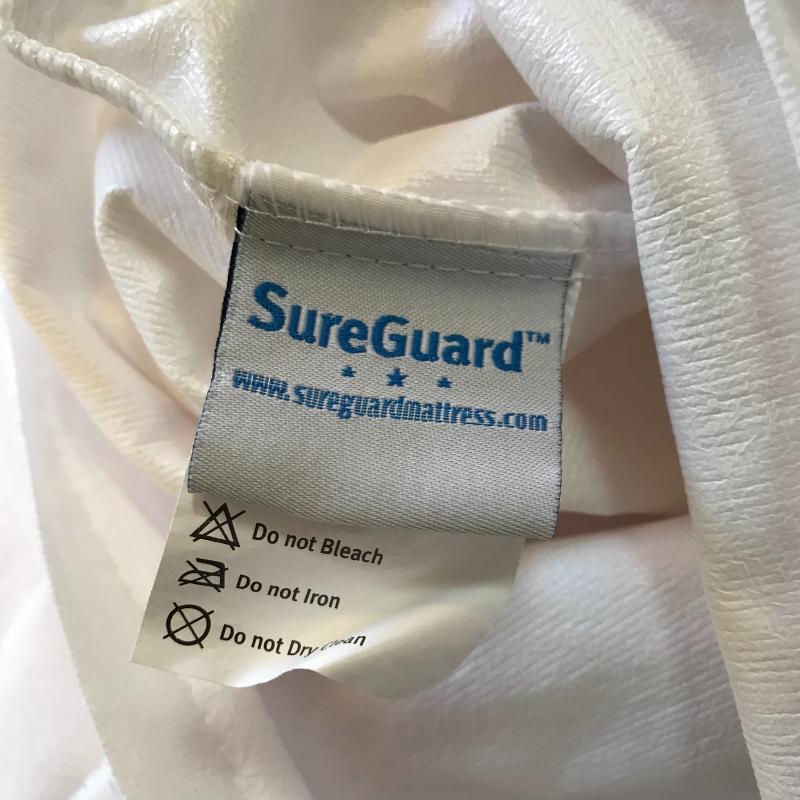 SureGuard™
www.sureguardmattress.com
Do not Bleach
Do not Iron
Do not Dry Clean